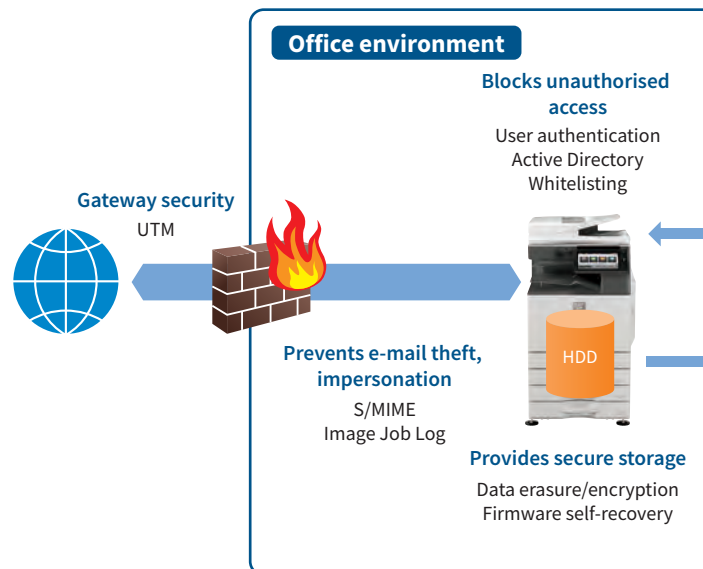 Office environment
Blocks unauthorised
access
User authentication
Active Directory
Whitelisting
Gateway security
UTM
Prevents e-mail theft,
impersonation
S/MIME
Image Job Log
HDD
Provides secure storage
Data erasure/encryption
Firmware self-recovery